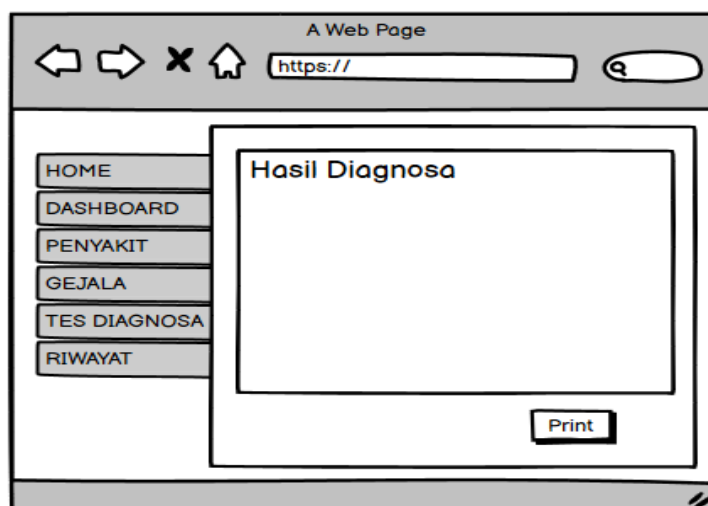 A Web Page
https://
HOME
DASHBOARD
PENYAKIT
GEJALA
TES DIAGNOSA
RIWAYAT
Hasil Diagnosa
Print